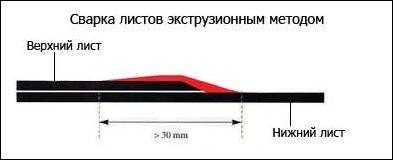 Сварка листов экструзионным методом
Верхний лист
> 30 mm
Нижний лист